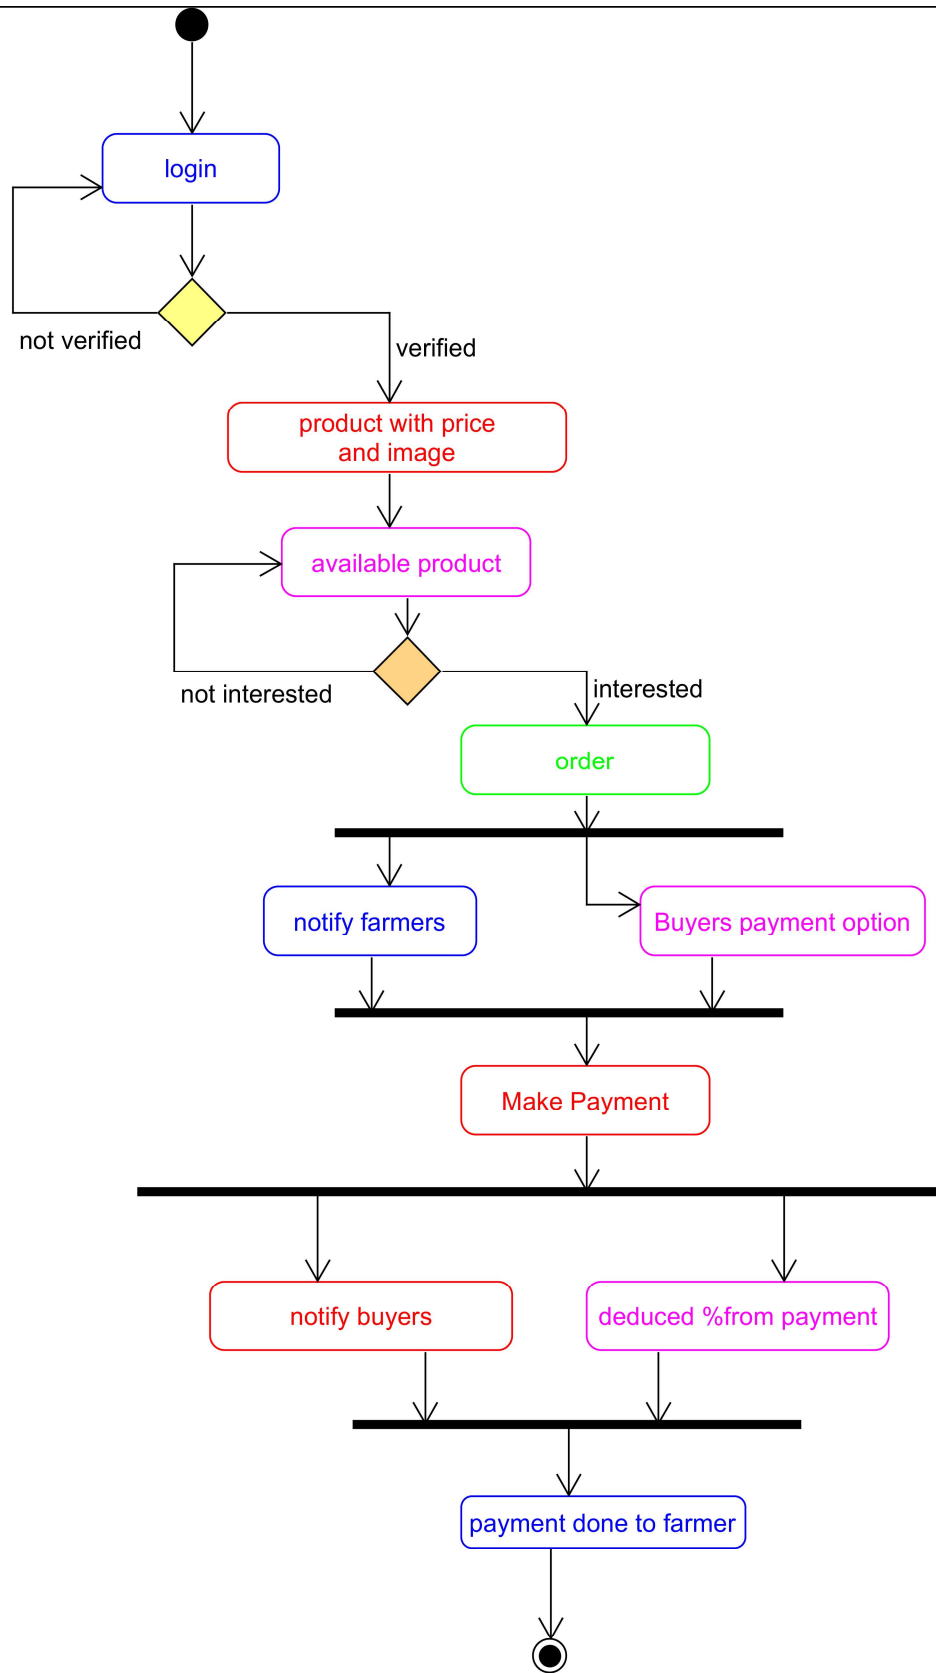 login
not verified
verified
product with price
and image
available product
not interested
interested
order
notify farmers
Buyers payment option
Make Payment
notify buyers
deduced %from payment
payment done to farmer